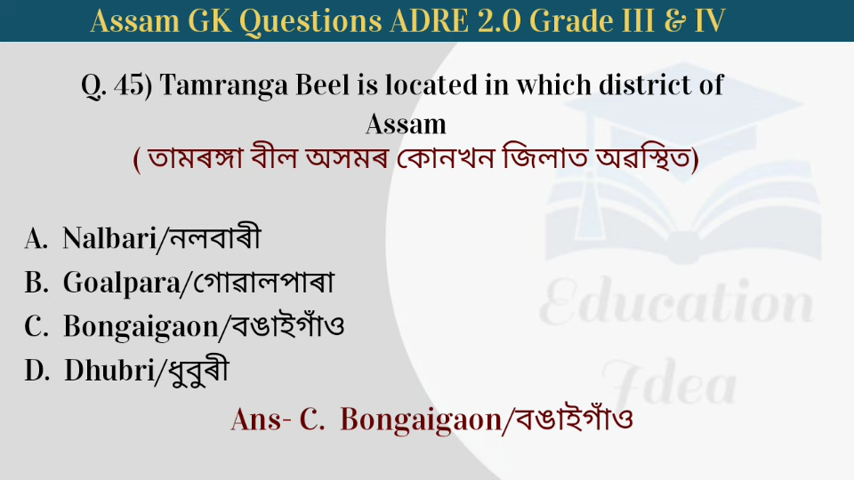 Assam GK Questions ADRE 2.0 Grade III & IV
Q. 45) Tamranga Beel is located in which district of
Assam
( তামৰঙ্গা বীল অসমৰ কোনখন জিলাত অৱস্থিত)
A. Nalbari/নলবাৰী
B. Goalpara/গোৱালপাৰা
C. Bongaigaon/বঙাইগাঁও
D. Dhubri/ধুবুৰী
Ans- C. Bongaigaon/বঙাইগাঁও
Education
Idea